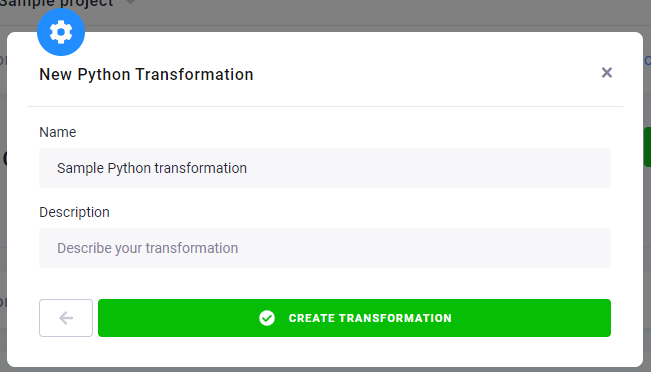 Sample project
New Python Transformation
Name
Sample Python transformation
Description
Describe your transformation
CREATE TRANSFORMATION